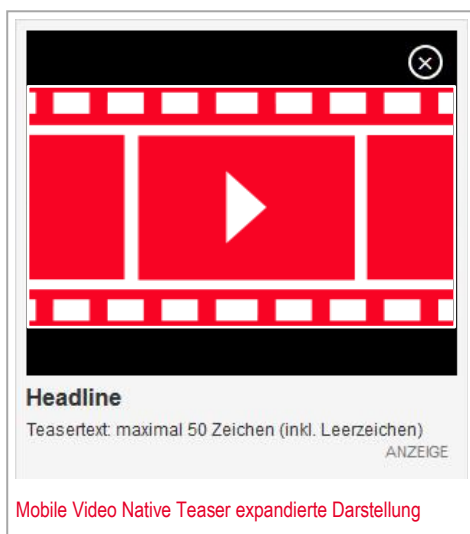 Headline
Teasertext: maximal 50 Zeichen (inkl. Leerzeichen)
ANZEIGE
Mobile Video Native Teaser expandierte Darstellung